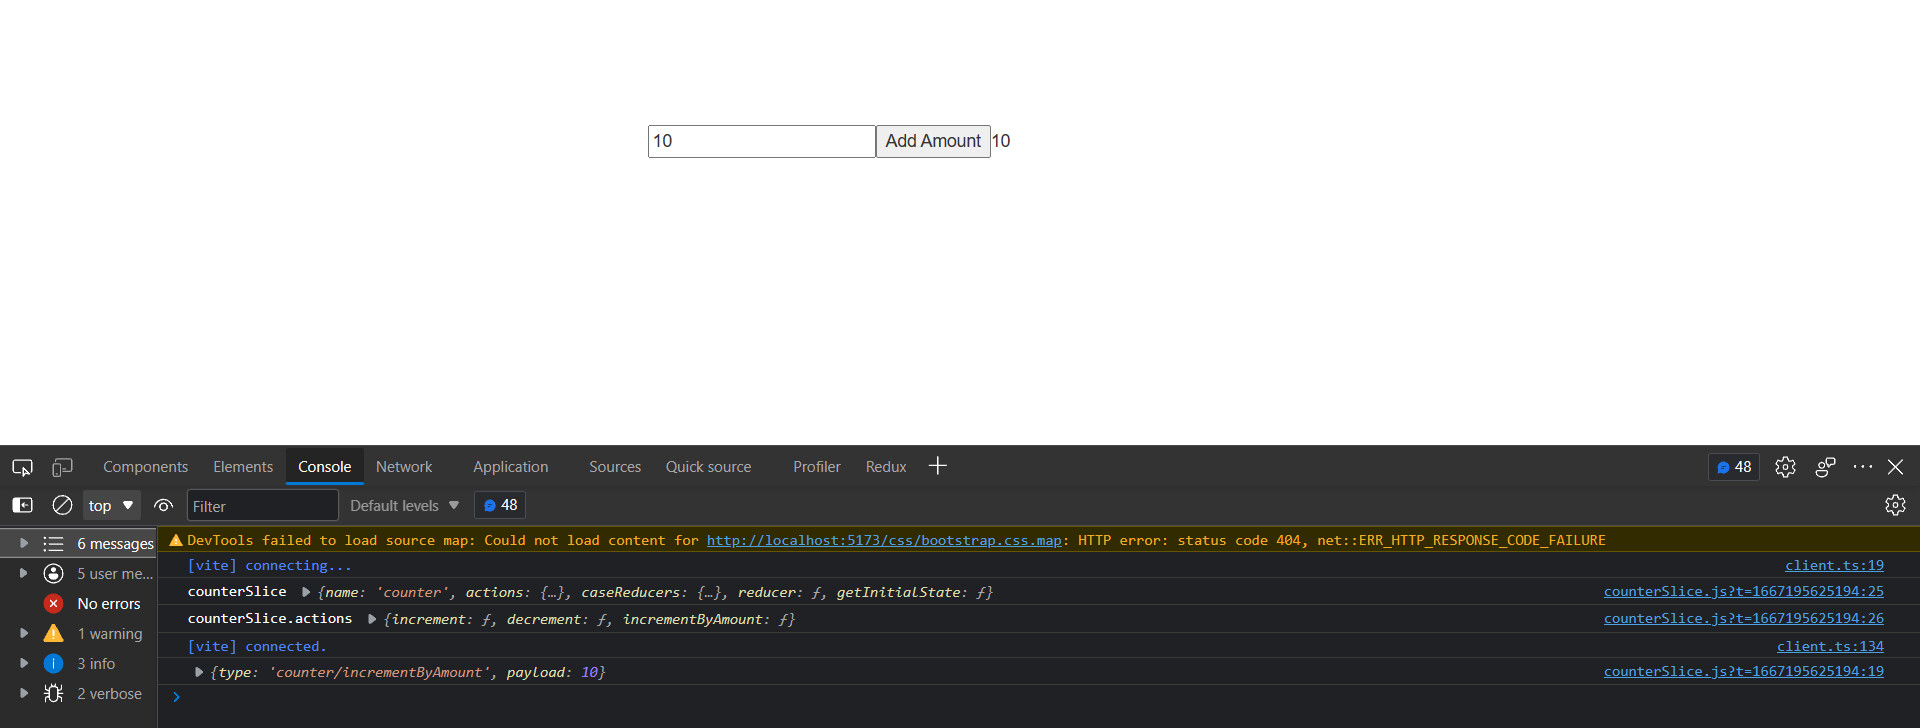 10 Add Amount 10
Components Elements Console Network Application Sources Quick source Profiler Redux 48
top Filter Default levels 48
6 messages
5 user me...
No errors
1 warning
3 info
2 verbose
DevTools failed to load source map: Could not load content for http://localhost:5173/css/bootstrap.css.map: HTTP error: status code 404, net::ERR_HTTP_RESPONSE_CODE_FAILURE
[vite] connecting... client.ts:19
counterSlice {name: 'counter', actions: {…}, caseReducers: {…}, reducer: ƒ, getInitialState: ƒ} counterSlice.js?t=1667195625194:25
counterSlice.actions {increment: ƒ, decrement: ƒ, incrementByAmount: ƒ} counterSlice.js?t=1667195625194:26
[vite] connected. client.ts:134
{type: 'counter/incrementByAmount', payload: 10} counterSlice.js?t=1667195625194:19